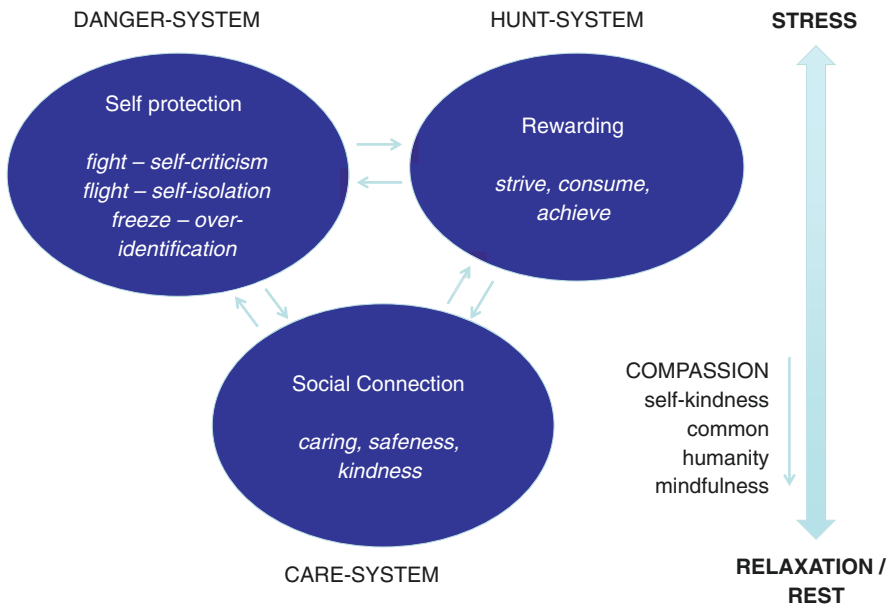 DANGER-SYSTEM
HUNT-SYSTEM
STRESS
Self protection
fight – self-criticism
flight – self-isolation
freeze – over-
identification
Rewarding
strive, consume,
achieve
Social Connection
caring, safeness,
kindness
CARE-SYSTEM
COMPASSION
self-kindness
common
humanity
mindfulness
RELAXATION /
REST